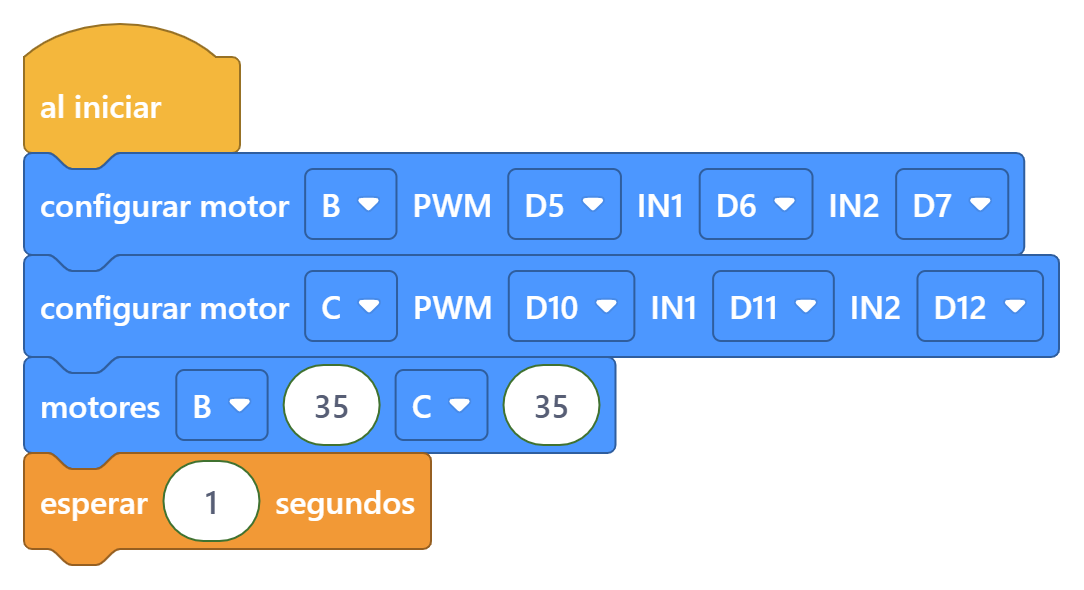 al iniciar
configurar motor B PWM D5 IN1 D6 IN2 D7
configurar motor C PWM D10 IN1 D11 IN2 D12
motores B 35 C 35
esperar 1 segundos